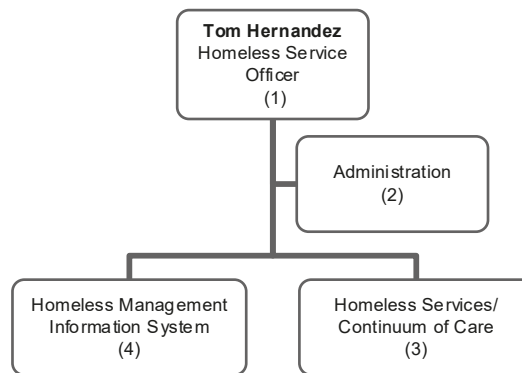 Tom Hernandez
Homeless Service
Officer
(1)
Administration
(2)
Homeless Management
Information System
(4)
Homeless Services/
Continuum of Care
(3)